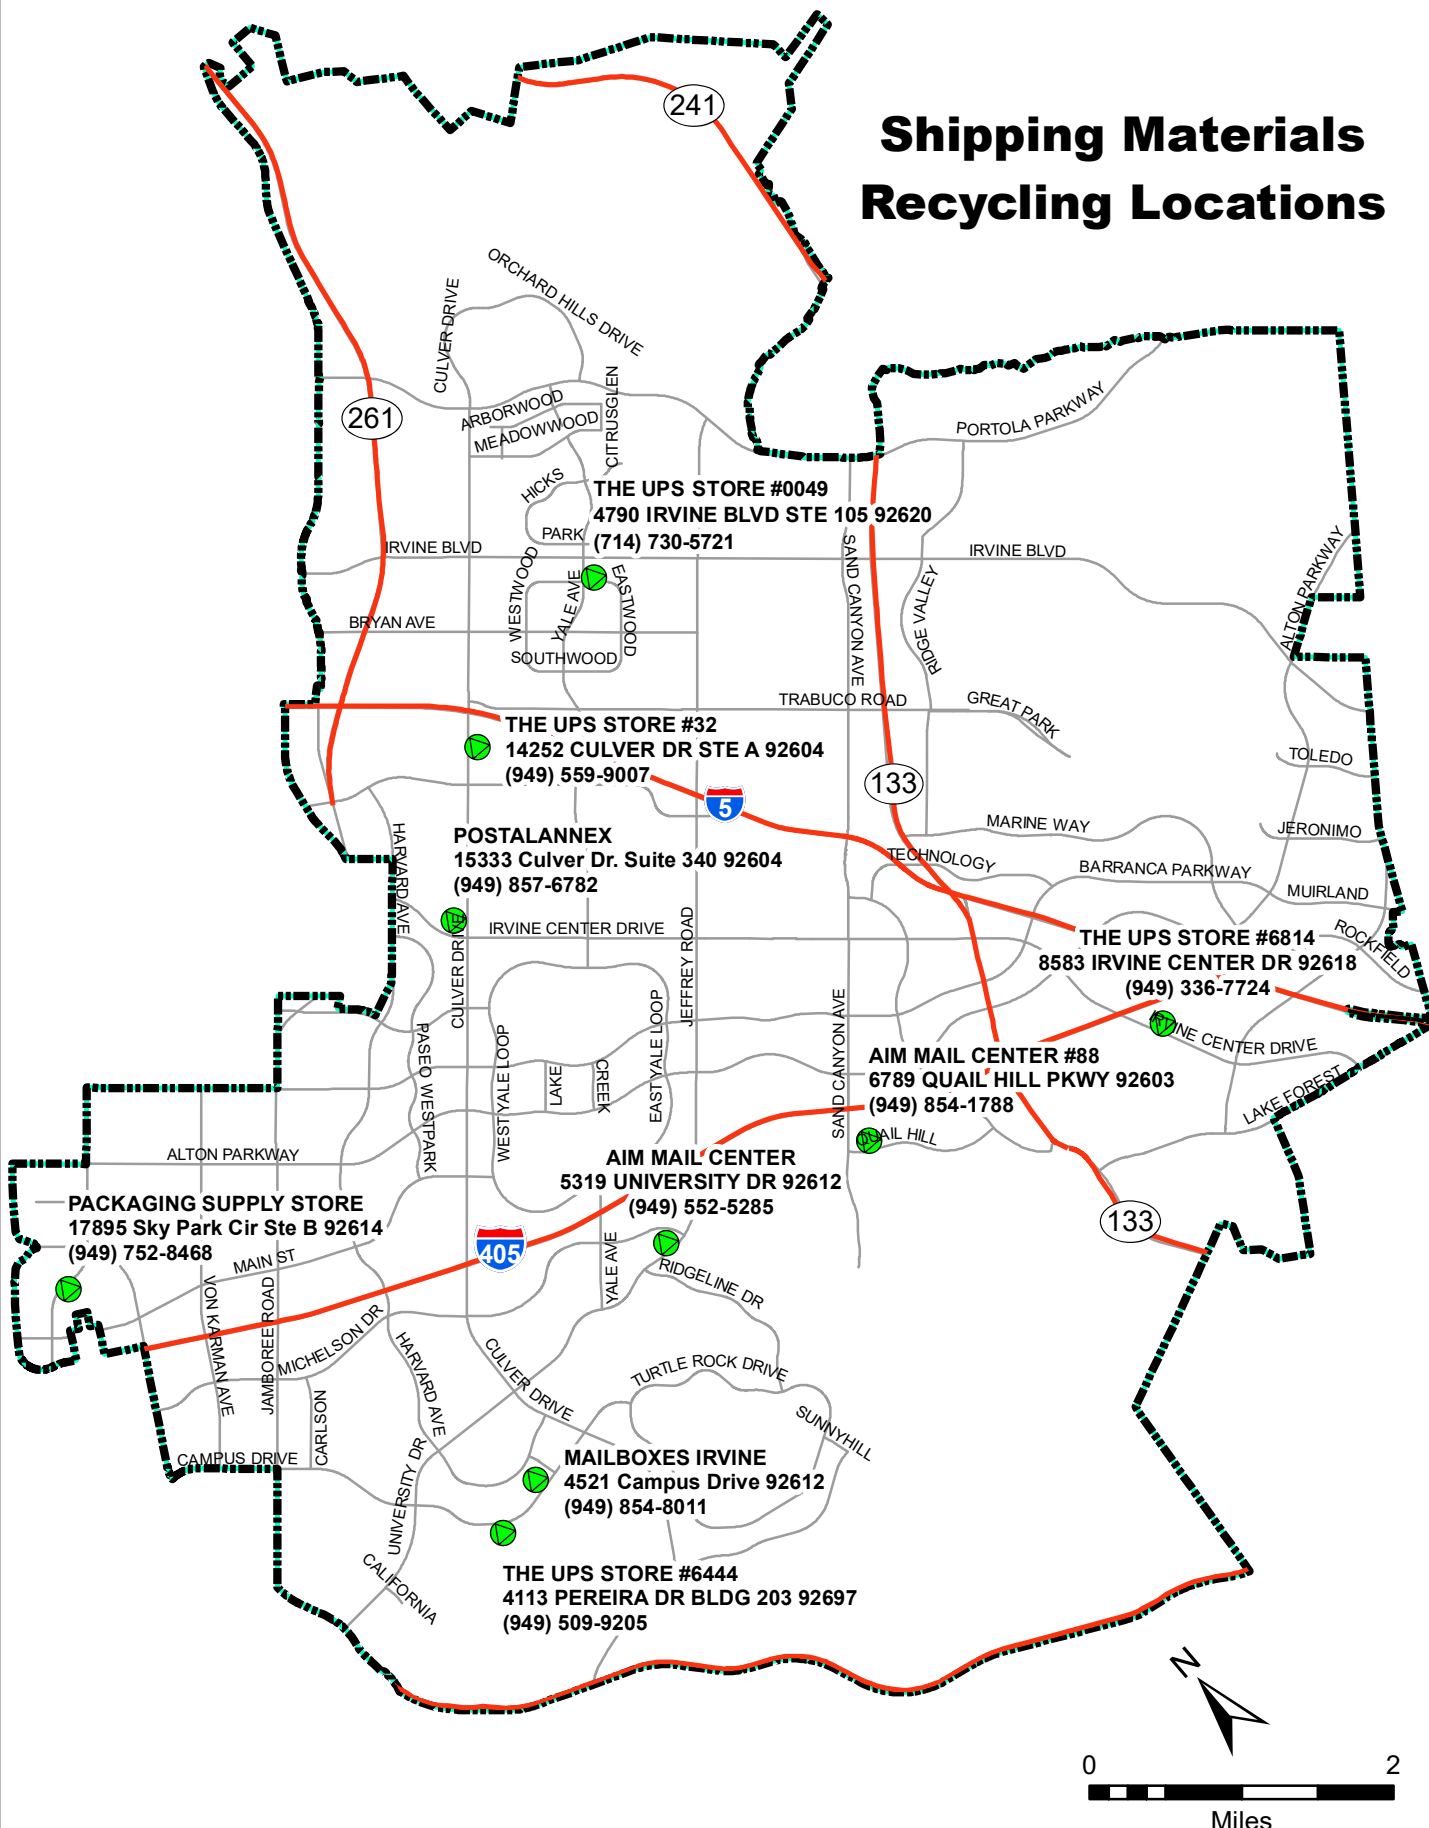 241
Shipping Materials
Recycling Locations
ORCHARD HILLS DRIVE
CULVER DRIVE
261
ARBORWOOD
MEADOWWOOD
CITRUSGLEN
PORTOLA PARKWAY
HICKS
THE UPS STORE #0049
4790 IRVINE BLVD STE 105 92620
(714) 730-5721
PARK
IRVINE BLVD
IRVINE BLVD
SAND CANYON AVE
ALTON PARKWAY
WESTWOOD
YALE AVE
EASTWOOD
RIDGE VALLEY
BRYAN AVE
SOUTHWOOD
TRABUCO ROAD
GREAT PARK
THE UPS STORE #32
14252 CULVER DR STE A 92604
(949) 559-9007
TOLEDO
133
5
MARINE WAY
JERONIMO
HARVARD AVE
POSTALANNEX
15333 Culver Dr. Suite 340 92604
(949) 857-6782
TECHNOLOGY
BARRANCA PARKWAY
MUIRLAND
CULVER DRIVE
IRVINE CENTER DRIVE
JEFFREY ROAD
ROCKFIELD
THE UPS STORE #6814
8583 IRVINE CENTER DR 92618
(949) 336-7724
IRVINE CENTER DRIVE
PASEO WESTPARK
WEST YALE LOOP
LAKE
CREEK
EAST YALE LOOP
SAND CANYON AVE
AIM MAIL CENTER #88
6789 QUAIL HILL PKWY 92603
(949) 854-1788
LAKE FOREST
QUAIL HILL
ALTON PARKWAY
AIM MAIL CENTER
5319 UNIVERSITY DR 92612
(949) 552-5285
PACKAGING SUPPLY STORE
17895 Sky Park Cir Ste B 92614
(949) 752-8468
133
405
MAIN ST
YALE AVE
RIDGELINE DR
VON KARMAN AVE
JAMBOREE ROAD
MICHELSON DR
HARVARD AVE
CULVER DRIVE
TURTLE ROCK DRIVE
CARLSON
SUNNYHILL
CAMPUS DRIVE
UNIVERSITY DR
MAILBOXES IRVINE
4521 Campus Drive 92612
(949) 854-8011
CALIFORNIA
THE UPS STORE #6444
4113 PEREIRA DR BLDG 203 92697
(949) 509-9205
N
0 2
Miles